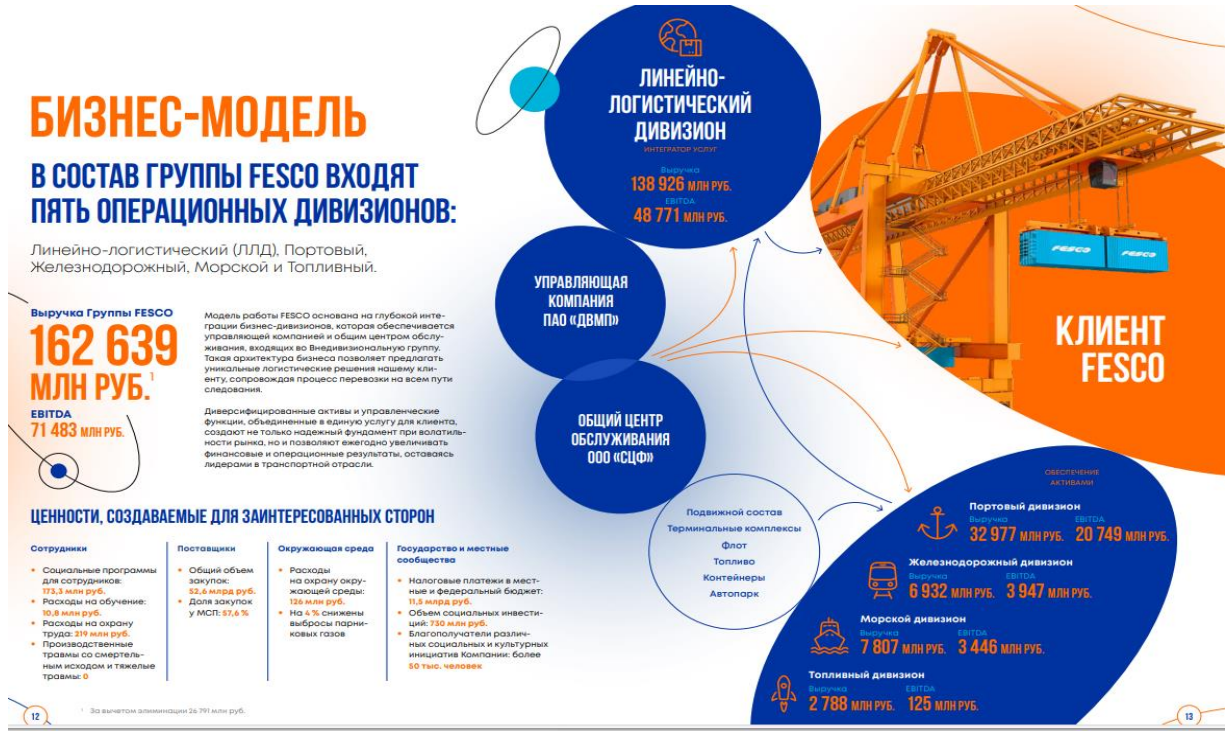 БИЗНЕС-МОДЕЛЬ
В СОСТАВ ГРУППЫ FESCO ВХОДЯТ
ПЯТЬ ОПЕРАЦИОННЫХ ДИВИЗИОНОВ:
Линейно-логистический (ЛЛД), Портовый,
Железнодорожный, Морской и Топливный.
Выручка Группы FESCO
162 639
МЛН РУБ.¹
EBITDA
71 483 МЛН РУБ.
Модель работы FESCO основана на глубокой инте-
грации бизнес-дивизионов, которая обеспечивается
управляющей компанией и общим центром обслу-
живания, входящих во Внедивизиональную группу.
Такая архитектура бизнеса позволяет предлагать
уникальные логистические решения нашему кли-
енту, сопровождая процесс перевозки на всем пути
следования.
Диверсифицированные активы и управленческие
функции, объединенные в единую услугу для клиента,
создают не только надежный фундамент при волатиль-
ности рынка, но и позволяют ежегодно увеличивать
финансовые и операционные результаты, оставаясь
лидерами в транспортной отрасли.
ЦЕННОСТИ, СОЗДАВАЕМЫЕ ДЛЯ ЗАИНТЕРЕСОВАННЫХ СТОРОН
Сотрудники
• Социальные программы
для сотрудников:
173,3 млн руб.
• Расходы на обучение:
10,8 млн руб.
• Расходы на охрану
труда: 219 млн руб.
• Производственные
травмы со смертель-
ным исходом и тяжелые
травмы: 0
Поставщики
• Общий объем
закупок:
52,6 млрд руб.
• Доля закупок
у МСП: 57,6 %
Окружающая среда
• Расходы
на охрану окру-
жающей среды:
126 млн руб.
• На 4 % снижены
выбросы парни-
ковых газов
Государство и местные
сообщества
• Налоговые платежи в мест-
ные и федеральный бюджет:
11,5 млрд руб.
• Объем социальных инвести-
ций: 730 млн руб.
• Благополучатели различ-
ных социальных и культурных
инициатив Компании: более
50 тыс. человек
12
¹ За вычетом элиминации 26 791 млн руб.
ЛИНЕЙНО-
ЛОГИСТИЧЕСКИЙ
ДИВИЗИОН
ИНТЕГРАТОР УСЛУГ
Выручка
138 926 МЛН РУБ.
EBITDA
48 771 МЛН РУБ.
УПРАВЛЯЮЩАЯ
КОМПАНИЯ
ПАО «ДВМП»
ОБЩИЙ ЦЕНТР
ОБСЛУЖИВАНИЯ
ООО «СЦФ»
Подвижной состав
Терминальные комплексы
Флот
Топливо
Контейнеры
Автопарк
FESCO
FESCO
КЛИЕНТ
FESCO
ОБЕСПЕЧЕНИЕ
АКТИВАМИ
Портовый дивизион
Выручка EBITDA
32 977 МЛН РУБ. 20 749 МЛН РУБ.
Железнодорожный дивизион
Выручка EBITDA
6 932 МЛН РУБ. 3 947 МЛН РУБ.
Морской дивизион
Выручка EBITDA
7 807 МЛН РУБ. 3 446 МЛН РУБ.
Топливный дивизион
Выручка EBITDA
2 788 МЛН РУБ. 125 МЛН РУБ.
13